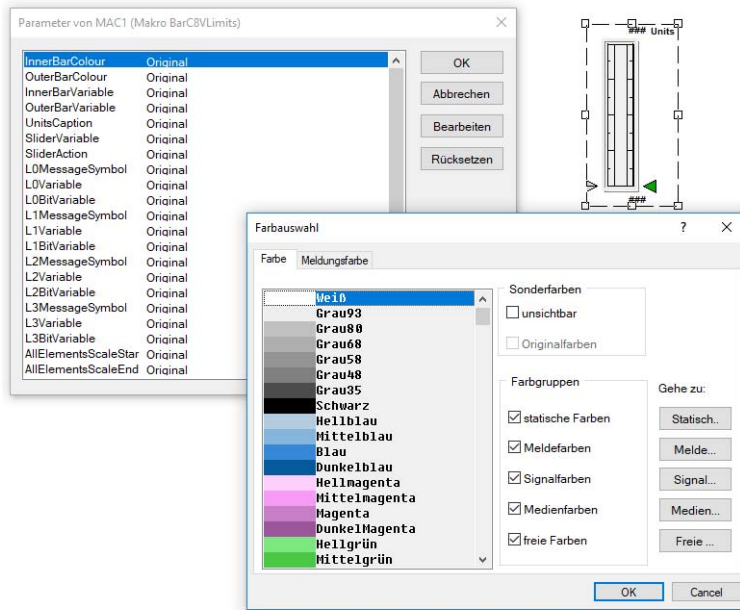 Parameter von MAC1 (Makro BarC8VLimits)
InnerBarColour Original
OuterBarColour Original
InnerBarVariable Original
OuterBarVariable Original
UnitsCaption Original
SliderVariable Original
SliderAction Original
L0MessageSymbol Original
L0Variable Original
L0BitVariable Original
L1MessageSymbol Original
L1Variable Original
L1BitVariable Original
L2MessageSymbol Original
L2Variable Original
L2BitVariable Original
L3MessageSymbol Original
L3Variable Original
L3BitVariable Original
AllElementsScaleStar Original
AllElementsScaleEnd Original
OK
Abbrechen
Bearbeiten
Rücksetzen
### Units
###
Farbauswahl
?
Farbe Meldungsfarbe
Weiß
Grau93
Grau80
Grau68
Grau58
Grau48
Grau35
Schwarz
Hellblau
Mittelblau
Blau
Dunkelblau
Hellmagenta
Mittelmagenta
Magenta
DunkelMagenta
Hellgrün
Mittelgrün
Sonderfarben
unsichtbar
Originalfarben
Farbgruppen
statische Farben
Meldefarben
Signalfarben
Medienfarben
freie Farben
Gehe zu:
Statisch..
Melde...
Signal...
Medien...
Freie ...
OK Cancel